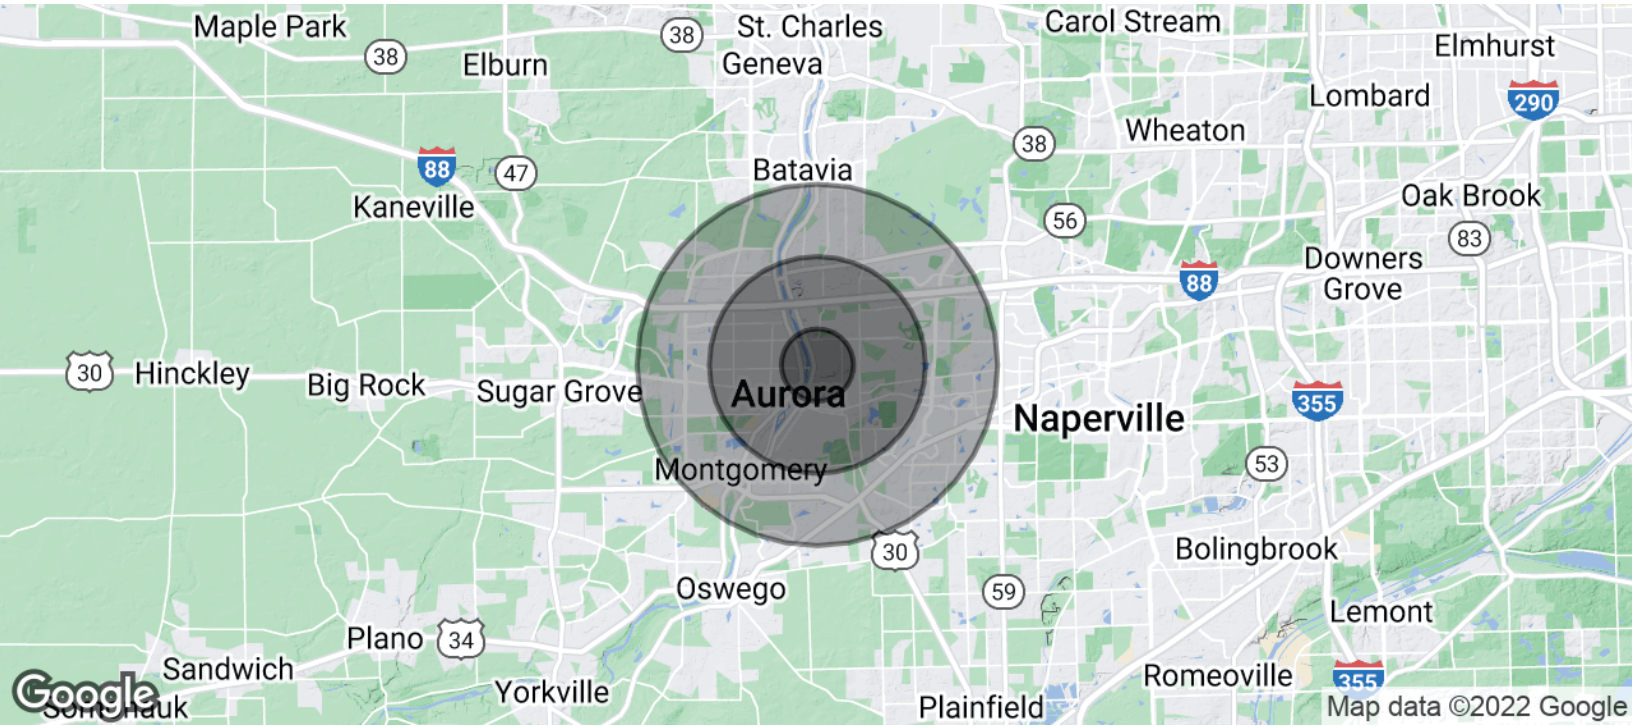 Maple Park
38
38
St. Charles
Carol Stream
Elmhurst
Elburn
Geneva
Lombard
290
Wheaton
38
88
47
Batavia
Kaneville
56
Oak Brook
83
Downers
Grove
88
30
Hinckley
Big Rock
Sugar Grove
Aurora
Naperville
355
Montgomery
53
30
Bolingbrook
Oswego
59
Lemont
Plano
34
Sandwich
Yorkville
Romeoville
355
Plainfield
Google
Somonauk
Map data ©2022 Google